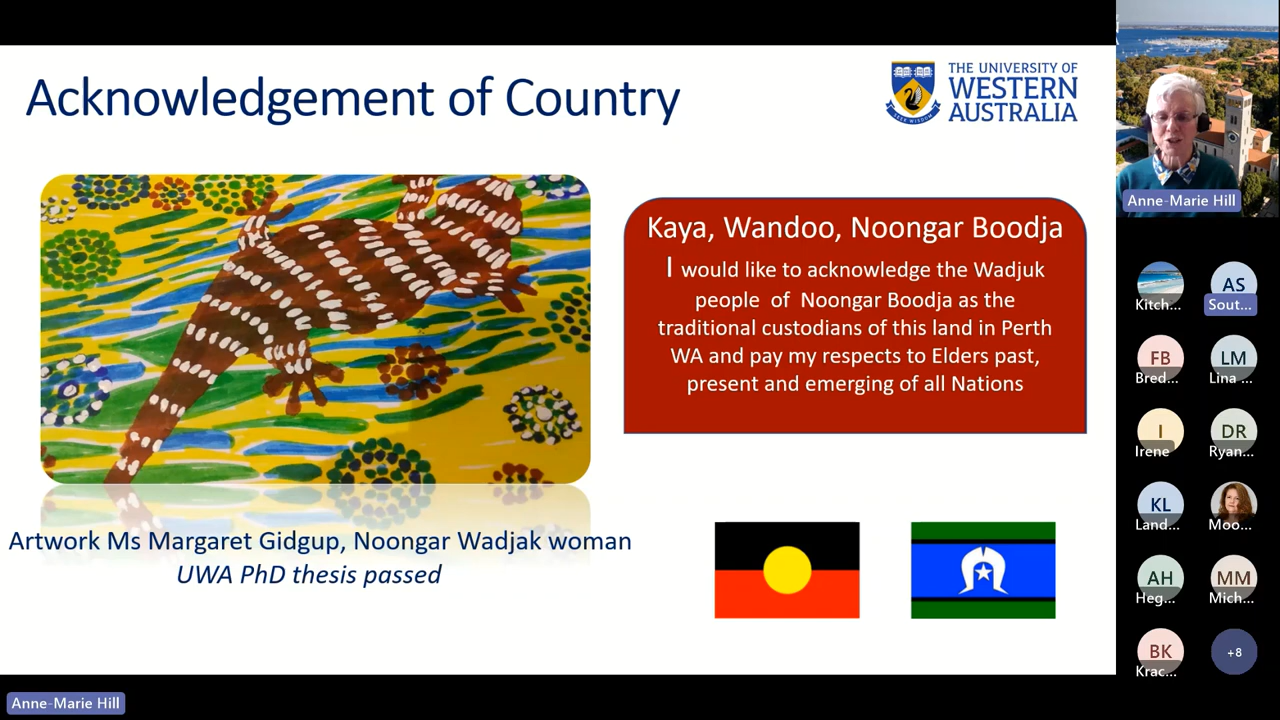 Acknowledgement of Country
THE UNIVERSITY OF
WESTERN
AUSTRALIA
SEEK WISDOM
Kaya, Wandoo, Noongar Boodja
I would like to acknowledge the Wadjuk
people of Noongar Boodja as the
traditional custodians of this land in Perth
WA and pay my respects to Elders past,
present and emerging of all Nations
Artwork Ms Margaret Gidgup, Noongar Wadjak woman
UWA PhD thesis passed
Anne-Marie Hill
Anne-Marie Hill
Kitch...
AS
Sout...
FB
Bred...
LM
Lina ...
I
Irene
DR
Ryan...
KL
Land...
Moo...
AH
Heg...
MM
Mich...
BK
Krac...
+8